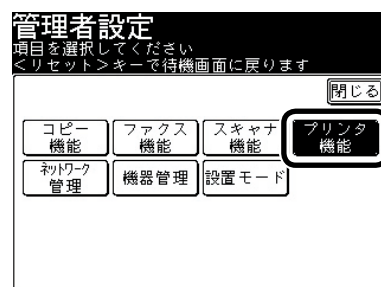 管理者設定
項目を選択してください
＜リセット＞キーで待機画面に戻ります
閉じる
コピー
機能
ファクス
機能
スキャナ
機能
プリンタ
機能
ネットワーク
管理
機器管理
設置モード